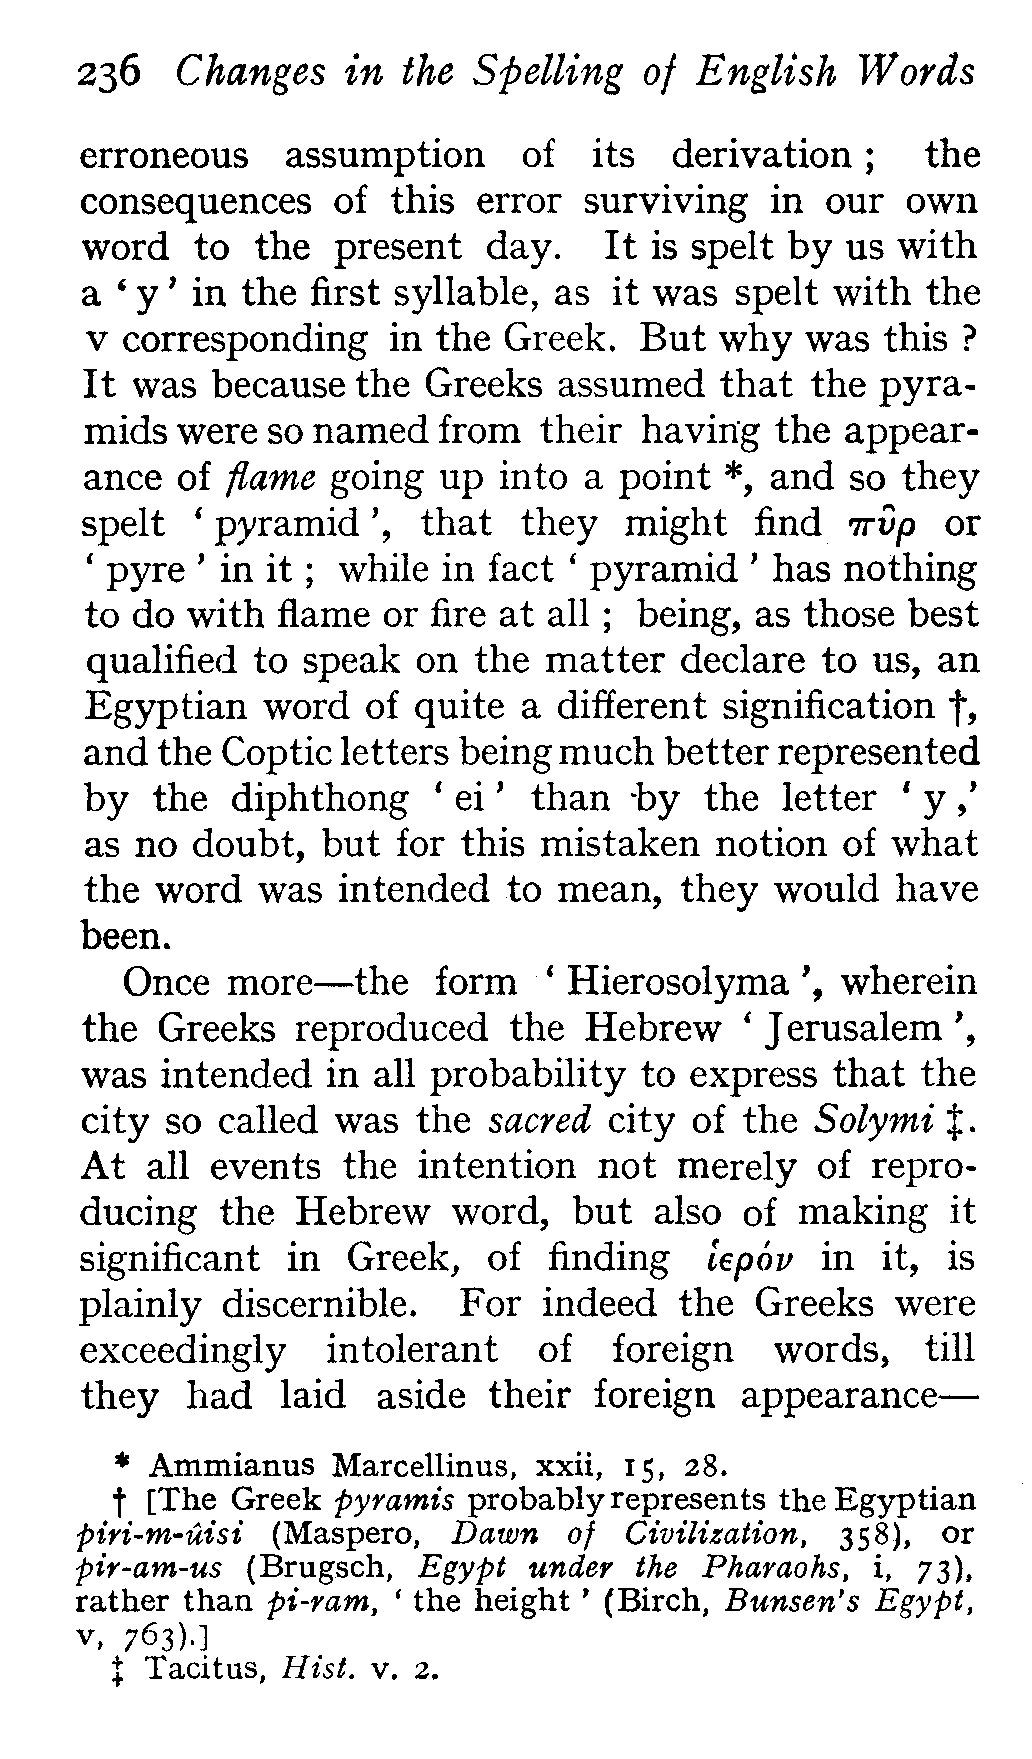 236 Changes in the Spelling of English Words
erroneous assumption of its derivation ; the
consequences of this error surviving in our own
word to the present day. It is spelt by us with
a ‘ y ’ in the first syllable, as it was spelt with the
v corresponding in the Greek. But why was this ?
It was because the Greeks assumed that the pyra-
mids were so named from their having the appear-
ance of flame going up into a point *, and so they
spelt ‘ pyramid ’, that they might find πῦρ or
‘ pyre ’ in it ; while in fact ‘ pyramid ’ has nothing
to do with flame or fire at all ; being, as those best
qualified to speak on the matter declare to us, an
Egyptian word of quite a different signification †,
and the Coptic letters being much better represented
by the diphthong ‘ ei ’ than by the letter ‘ y ,’
as no doubt, but for this mistaken notion of what
the word was intended to mean, they would have
been.
Once more—the form ‘ Hierosolyma ’, wherein
the Greeks reproduced the Hebrew ‘ Jerusalem ’,
was intended in all probability to express that the
city so called was the sacred city of the Solymi ‡.
At all events the intention not merely of repro-
ducing the Hebrew word, but also of making it
significant in Greek, of finding ἱερόν in it, is
plainly discernible. For indeed the Greeks were
exceedingly intolerant of foreign words, till
they had laid aside their foreign appearance—
* Ammianus Marcellinus, xxii, 15, 28.
† [The Greek pyramis probably represents the Egyptian
piri-m-ûisi (Maspero, Dawn of Civilization, 358), or
pir-am-us (Brugsch, Egypt under the Pharaohs, i, 73),
rather than pi-ram, ‘ the height ’ (Birch, Bunsen's Egypt,
v, 763).]
‡ Tacitus, Hist. v. 2.